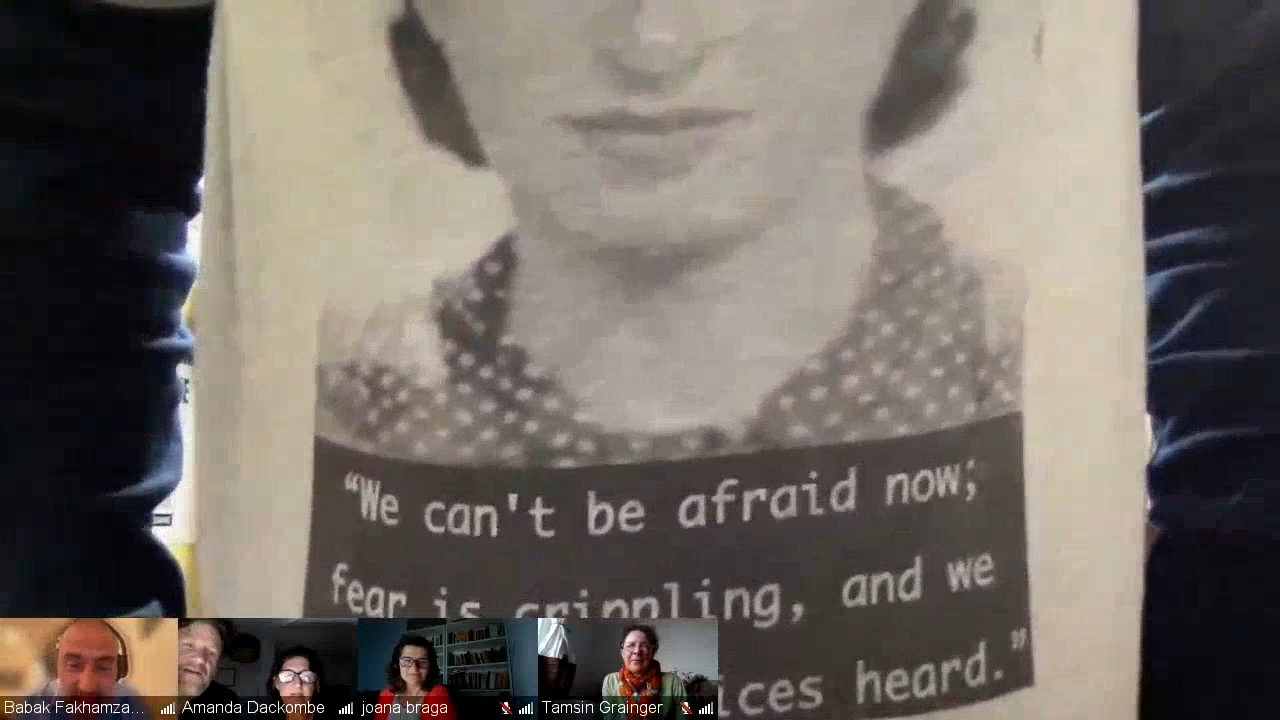 “We can't be afraid now;
fear is crippling, and we
heard.”
Babak Fakhamza...
Amanda Dackombe
joana braga
Tamsin Grainger